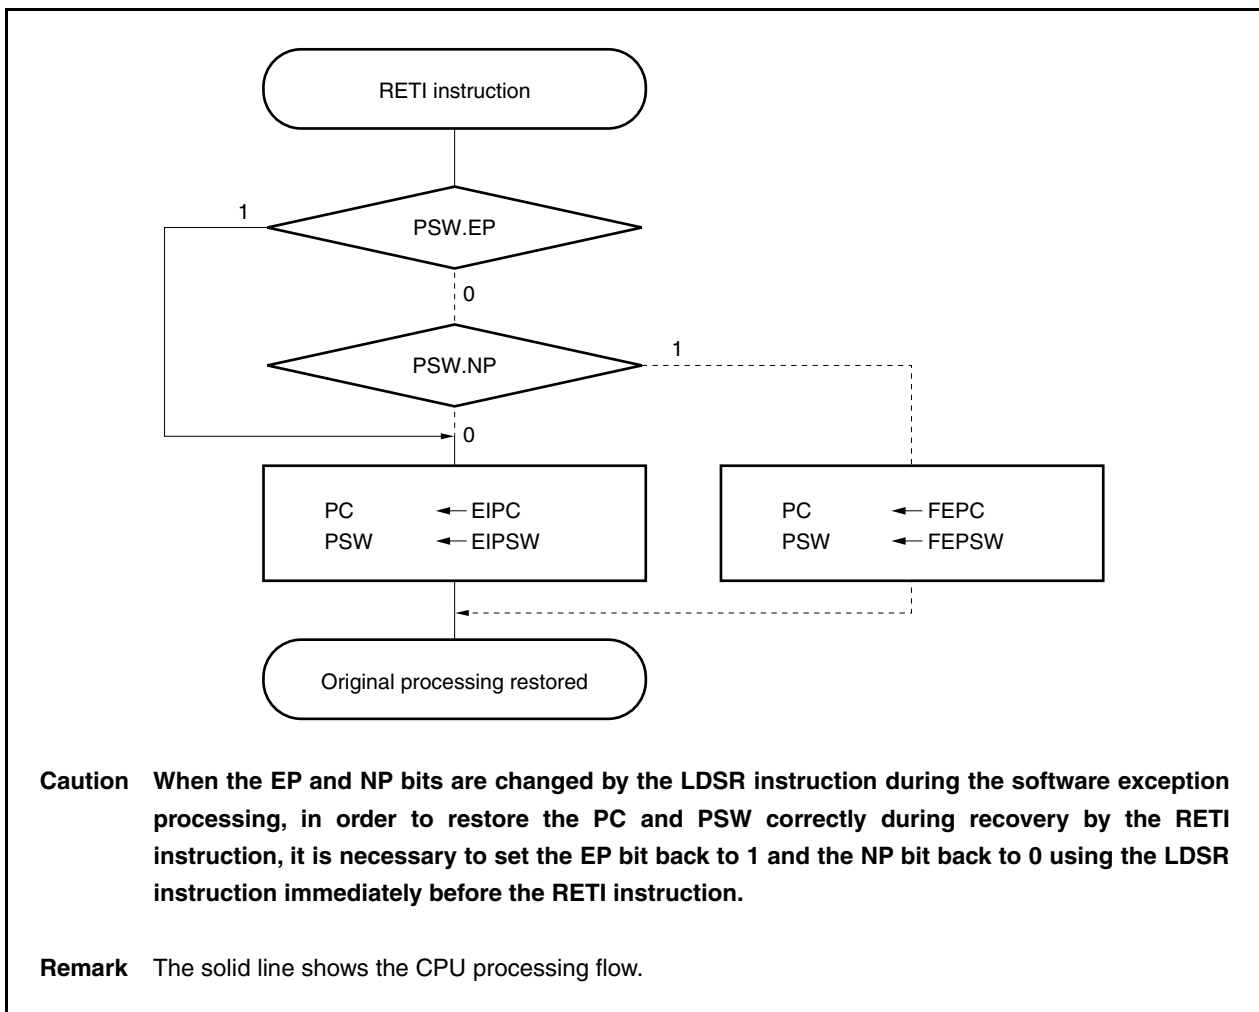 RETI instruction
1
PSW.EP
0
PSW.NP
1
0
PC ← EIPC
PSW ← EIPSW
PC ← FEPC
PSW ← FEPSW
Original processing restored
Caution When the EP and NP bits are changed by the LDSR instruction during the software exception
processing, in order to restore the PC and PSW correctly during recovery by the RETI
instruction, it is necessary to set the EP bit back to 1 and the NP bit back to 0 using the LDSR
instruction immediately before the RETI instruction.
Remark The solid line shows the CPU processing flow.